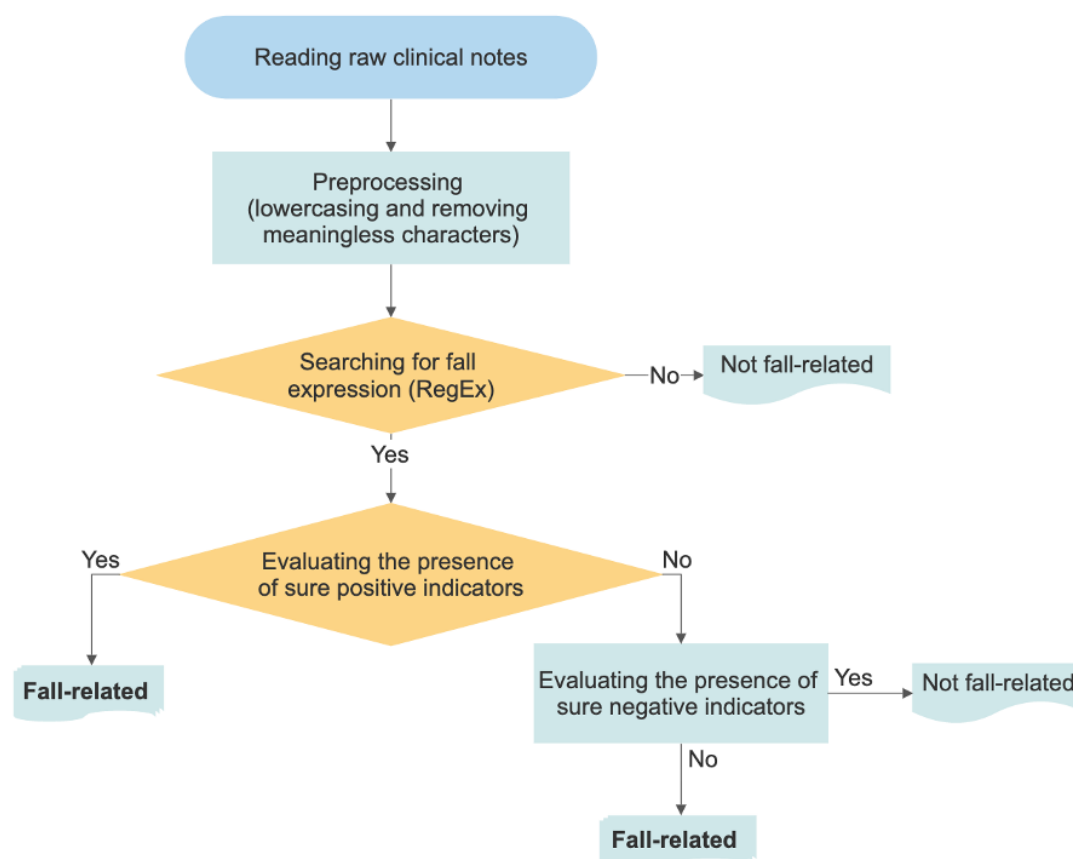 Reading raw clinical notes
Preprocessing
(lowercasing and removing
meaningless characters)
Searching for fall
expression (RegEx)
No
Not fall-related
Yes
Evaluating the presence
of sure positive indicators
Yes
No
Fall-related
Evaluating the presence of
sure negative indicators
Yes
Not fall-related
No
Fall-related